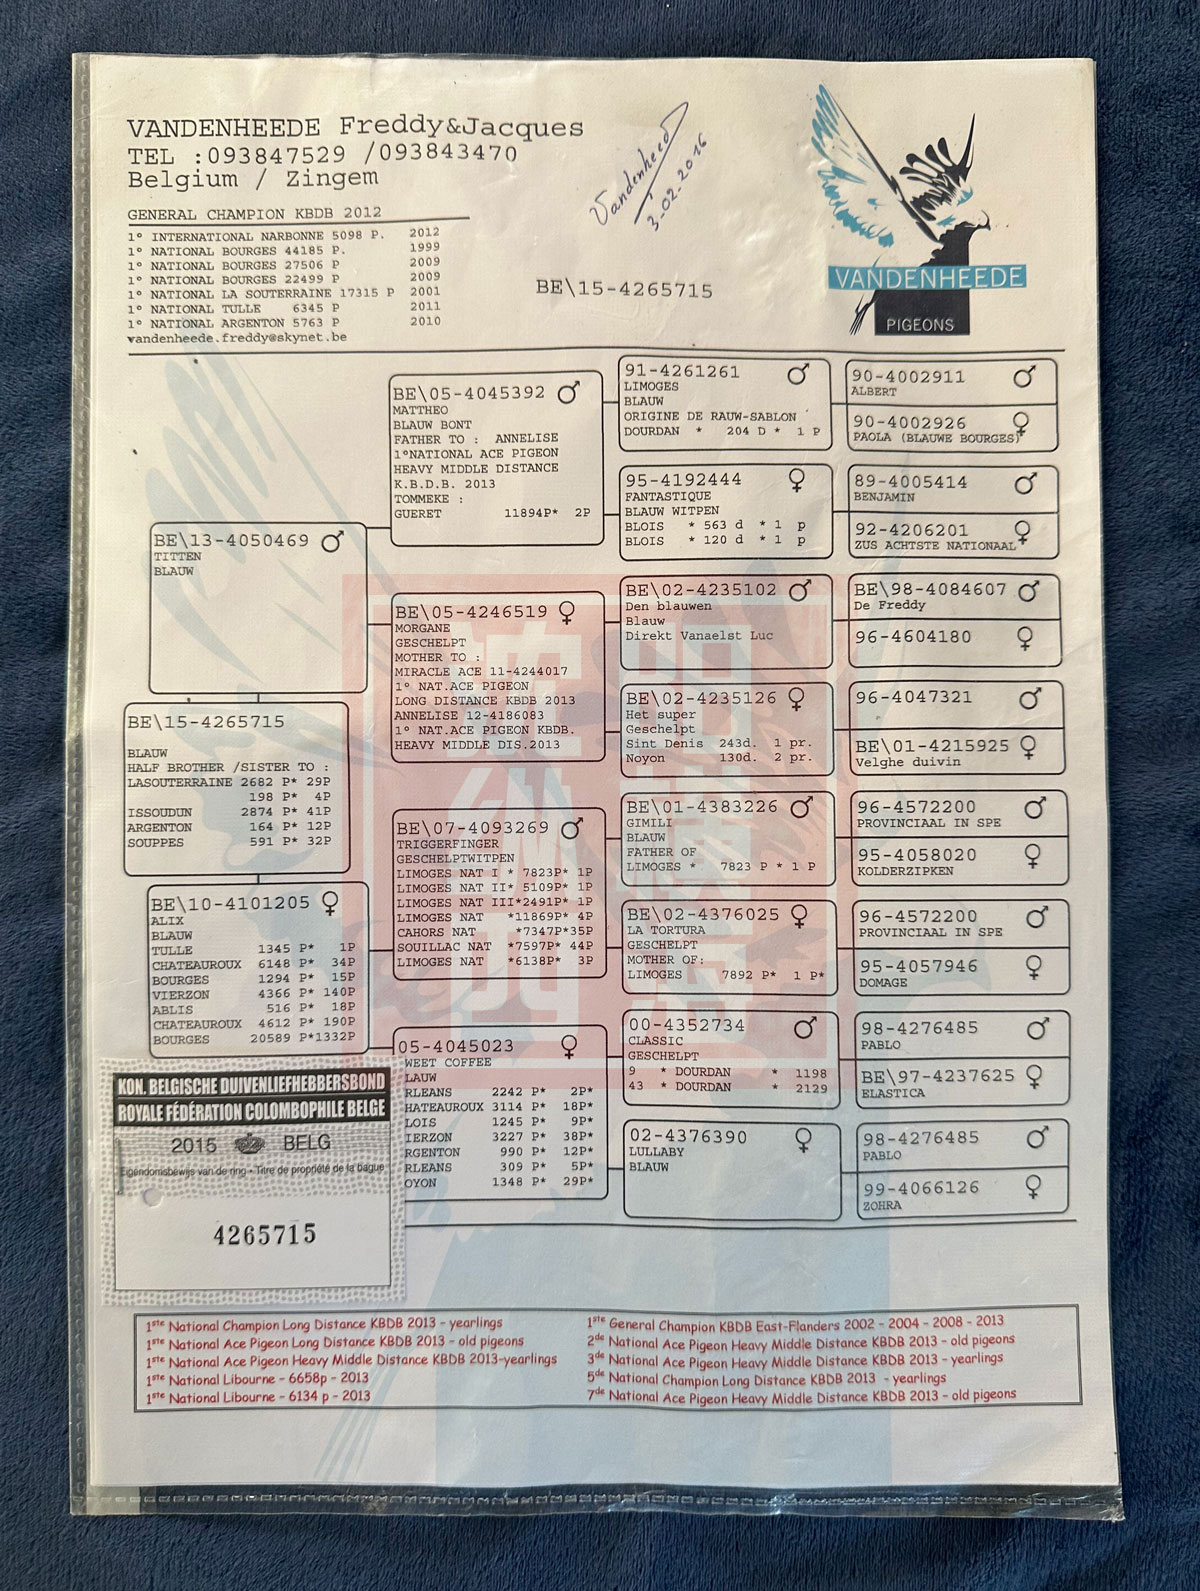 VANDENHEEDE Freddy&Jacques
TEL :093847529 /093843470
Belgium / Zingem
GENERAL CHAMPION KBDB 2012
1° INTERNATIONAL NARBONNE 5098 P. 2012
1° NATIONAL BOURGES 44185 P. 1999
1° NATIONAL BOURGES 27506 P 2009
1° NATIONAL BOURGES 22499 P 2009
1° NATIONAL LA SOUTERRAINE 17315 P 2001
1° NATIONAL TULLE 6345 P 2011
1° NATIONAL ARGENTON 5763 P 2010
vandenheede.freddy@skynet.be
Vandenheed
3-02-2016
BE\15-4265715
VANDENHEEDE
PIGEONS
BE\13-4050469 ♂
TITTEN
BLAUW
BE\15-4265715
BLAUW
HALF BROTHER /SISTER TO :
LASOUTERRAINE 2682 P* 29P
198 P* 4P
ISSOUDUN 2874 P* 41P
ARGENTON 164 P* 12P
SOUPPES 591 P* 32P
BE\10-4101205 ♀
ALIX
BLAUW
TULLE 1345 P* 1P
CHATEAUROUX 6148 P* 34P
BOURGES 1294 P* 15P
VIERZON 4366 P* 140P
ABLIS 516 P* 18P
CHATEAUROUX 4612 P* 190P
BOURGES 20589 P*1332P
BE\05-4045392 ♂
MATTHEO
BLAUW BONT
FATHER TO : ANNELISE
1°NATIONAL ACE PIGEON
HEAVY MIDDLE DISTANCE
K.B.D.B. 2013
TOMMEKE :
GUERET 11894P* 2P
BE\05-4246519 ♀
MORGANE
GESCHELPT
MOTHER TO :
MIRACLE ACE 11-4244017
1° NAT.ACE PIGEON
LONG DISTANCE KBDB 2013
ANNELISE 12-4186083
1° NAT.ACE PIGEON KBDB.
HEAVY MIDDLE DIS.2013
BE\07-4093269 ♂
TRIGGERFINGER
GESCHELPTWITPEN
LIMOGES NAT I * 7823P* 1P
LIMOGES NAT II* 5109P* 1P
LIMOGES NAT III*2491P* 1P
LIMOGES NAT *11869P* 4P
CAHORS NAT *7347P*35P
SOUILLAC NAT *7597P* 44P
LIMOGES NAT *6138P* 3P
05-4045023 ♀
WEET COFFEE
LAUW
RLEANS 2242 P* 2P*
HATEAUROUX 3114 P* 18P*
LOIS 1245 P* 9P*
IERZON 3227 P* 38P*
RGENTON 990 P* 12P*
RLEANS 309 P* 5P*
OYON 1348 P* 29P*
91-4261261 ♂
LIMOGES
BLAUW
ORIGINE DE RAUW-SABLON
DOURDAN * 204 D * 1 P
95-4192444 ♀
FANTASTIQUE
BLAUW WITPEN
BLOIS * 563 d * 1 p
BLOIS * 120 d * 1 p
BE\02-4235102 ♂
Den blauwen
Blauw
Direkt Vanaelst Luc
BE\02-4235126 ♀
Het super
Geschelpt
Sint Denis 243d. 1 pr.
Noyon 130d. 2 pr.
BE\01-4383226 ♂
GIMILI
BLAUW
FATHER OF
LIMOGES * 7823 P * 1 P
BE\02-4376025 ♀
LA TORTURA
GESCHELPT
MOTHER OF:
LIMOGES 7892 P* 1 P*
00-4352734 ♂
CLASSIC
GESCHELPT
9 * DOURDAN * 1198
43 * DOURDAN * 2129
02-4376390 ♀
LULLABY
BLAUW
90-4002911 ♂
ALBERT
90-4002926 ♀
PAOLA (BLAUWE BOURGES)
89-4005414 ♂
BENJAMIN
92-4206201 ♀
ZUS ACHTSTE NATIONAAL
BE\98-4084607 ♂
De Freddy
96-4604180 ♀
96-4047321 ♂
BE\01-4215925 ♀
Velghe duivin
96-4572200 ♂
PROVINCIAAL IN SPE
95-4058020 ♀
KOLDERZIPKEN
96-4572200 ♂
PROVINCIAAL IN SPE
95-4057946 ♀
DOMAGE
98-4276485 ♂
PABLO
BE\97-4237625 ♀
ELASTICA
98-4276485 ♂
PABLO
99-4066126 ♀
ZOHRA
KON. BELGISCHE DUIVENLIEFHEBBERSBOND
ROYALE FÉDÉRATION COLOMBOPHILE BELGE
2015 BELG
Eigendomsbewijs van de ring - Titre de propriété de la bague
4265715
1ste National Champion Long Distance KBDB 2013 - yearlings
1ste National Ace Pigeon Long Distance KBDB 2013 - old pigeons
1ste National Ace Pigeon Heavy Middle Distance KBDB 2013-yearlings
1ste National Libourne - 6658p - 2013
1ste National Libourne - 6134 p - 2013
1ste General Champion KBDB East-Flanders 2002 - 2004 - 2008 - 2013
2de National Ace Pigeon Heavy Middle Distance KBDB 2013 - old pigeons
3de National Ace Pigeon Heavy Middle Distance KBDB 2013 - yearlings
5de National Champion Long Distance KBDB 2013 - yearlings
7de National Ace Pigeon Heavy Middle Distance KBDB 2013 - old pigeons